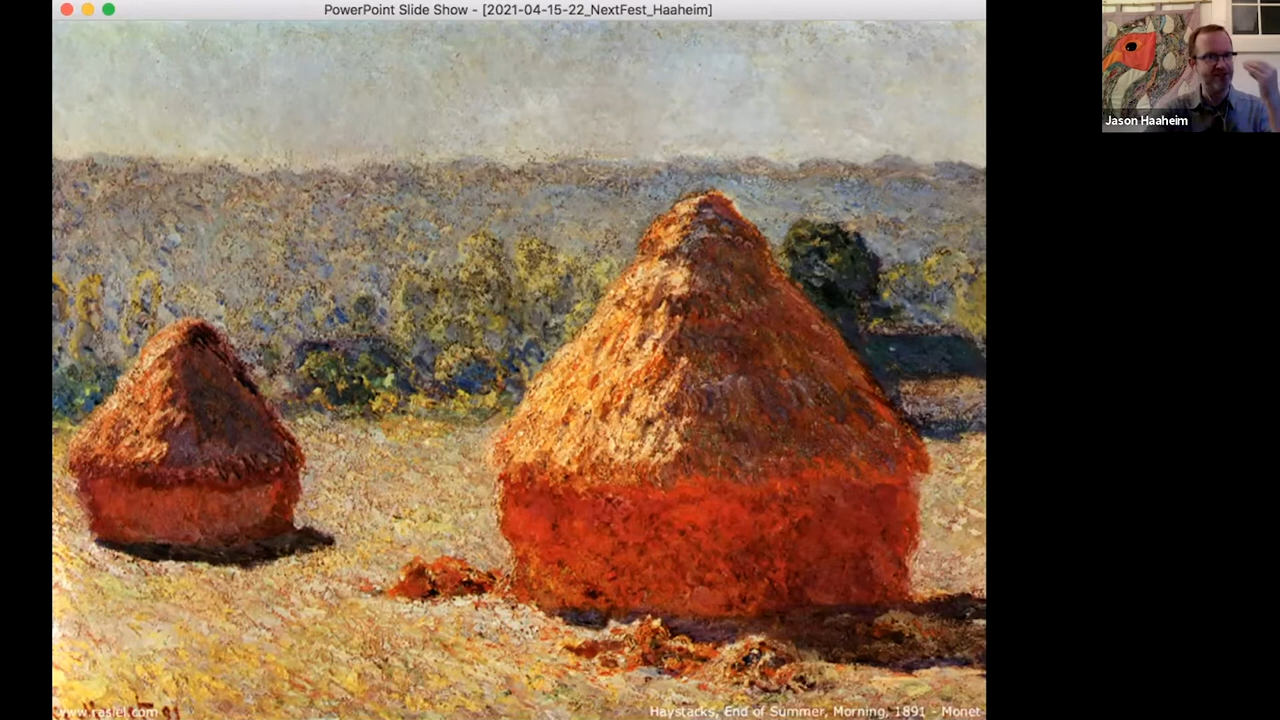 PowerPoint Slide Show - [2021-04-15-22_NextFest_Haaheim]
Jason Haaheim
www.rasiel.com
Haystacks, End of Summer, Morning, 1891 - Monet